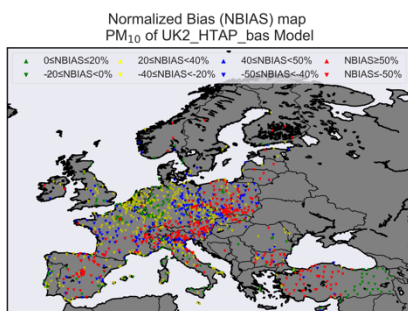 Normalized Bias (NBIAS) map
PM₁₀ of UK2_HTAP_bas Model
0≤NBIAS≤20% 20≤NBIAS<40% 40≤NBIAS<50% NBIAS≥50%
-20≤NBIAS<0% -40≤NBIAS<-20% -50≤NBIAS<-40% NBIAS≤-50%